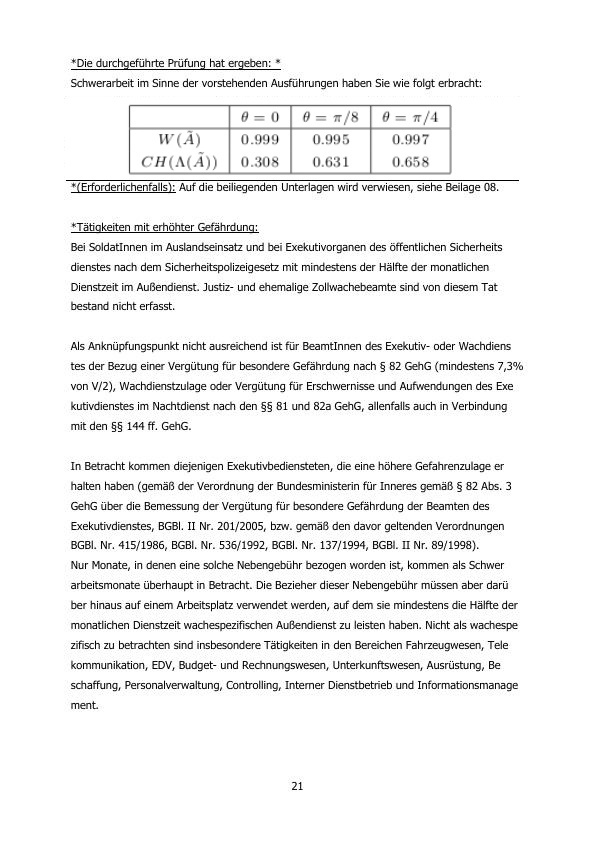 *Die durchgeführte Prüfung hat ergeben: *
Schwerarbeit im Sinne der vorstehenden Ausführungen haben Sie wie folgt erbracht:
θ = 0 θ = π/8 θ = π/4
W(Ã) 0.999 0.995 0.997
CH(Λ(Ã)) 0.308 0.631 0.658
*(Erforderlichenfalls): Auf die beiliegenden Unterlagen wird verwiesen, siehe Beilage 08.
*Tätigkeiten mit erhöhter Gefährdung:
Bei SoldatInnen im Auslandseinsatz und bei Exekutivorganen des öffentlichen Sicherheits
dienstes nach dem Sicherheitspolizeigesetz mit mindestens der Hälfte der monatlichen
Dienstzeit im Außendienst. Justiz- und ehemalige Zollwachebeamte sind von diesem Tat
bestand nicht erfasst.
Als Anknüpfungspunkt nicht ausreichend ist für BeamtInnen des Exekutiv- oder Wachdiens
tes der Bezug einer Vergütung für besondere Gefährdung nach § 82 GehG (mindestens 7,3%
von V/2), Wachdienstzulage oder Vergütung für Erschwernisse und Aufwendungen des Exe
kutivdienstes im Nachtdienst nach den §§ 81 und 82a GehG, allenfalls auch in Verbindung
mit den §§ 144 ff. GehG.
In Betracht kommen diejenigen Exekutivbediensteten, die eine höhere Gefahrenzulage er
halten haben (gemäß der Verordnung der Bundesministerin für Inneres gemäß § 82 Abs. 3
GehG über die Bemessung der Vergütung für besondere Gefährdung der Beamten des
Exekutivdienstes, BGBl. II Nr. 201/2005, bzw. gemäß den davor geltenden Verordnungen
BGBl. Nr. 415/1986, BGBl. Nr. 536/1992, BGBl. Nr. 137/1994, BGBl. II Nr. 89/1998).
Nur Monate, in denen eine solche Nebengebühr bezogen worden ist, kommen als Schwer
arbeitsmonate überhaupt in Betracht. Die Bezieher dieser Nebengebühr müssen aber darü
ber hinaus auf einem Arbeitsplatz verwendet werden, auf dem sie mindestens die Hälfte der
monatlichen Dienstzeit wachespezifischen Außendienst zu leisten haben. Nicht als wachespe
zifisch zu betrachten sind insbesondere Tätigkeiten in den Bereichen Fahrzeugwesen, Tele
kommunikation, EDV, Budget- und Rechnungswesen, Unterkunftswesen, Ausrüstung, Be
schaffung, Personalverwaltung, Controlling, Interner Dienstbetrieb und Informationsmanage
ment.
21